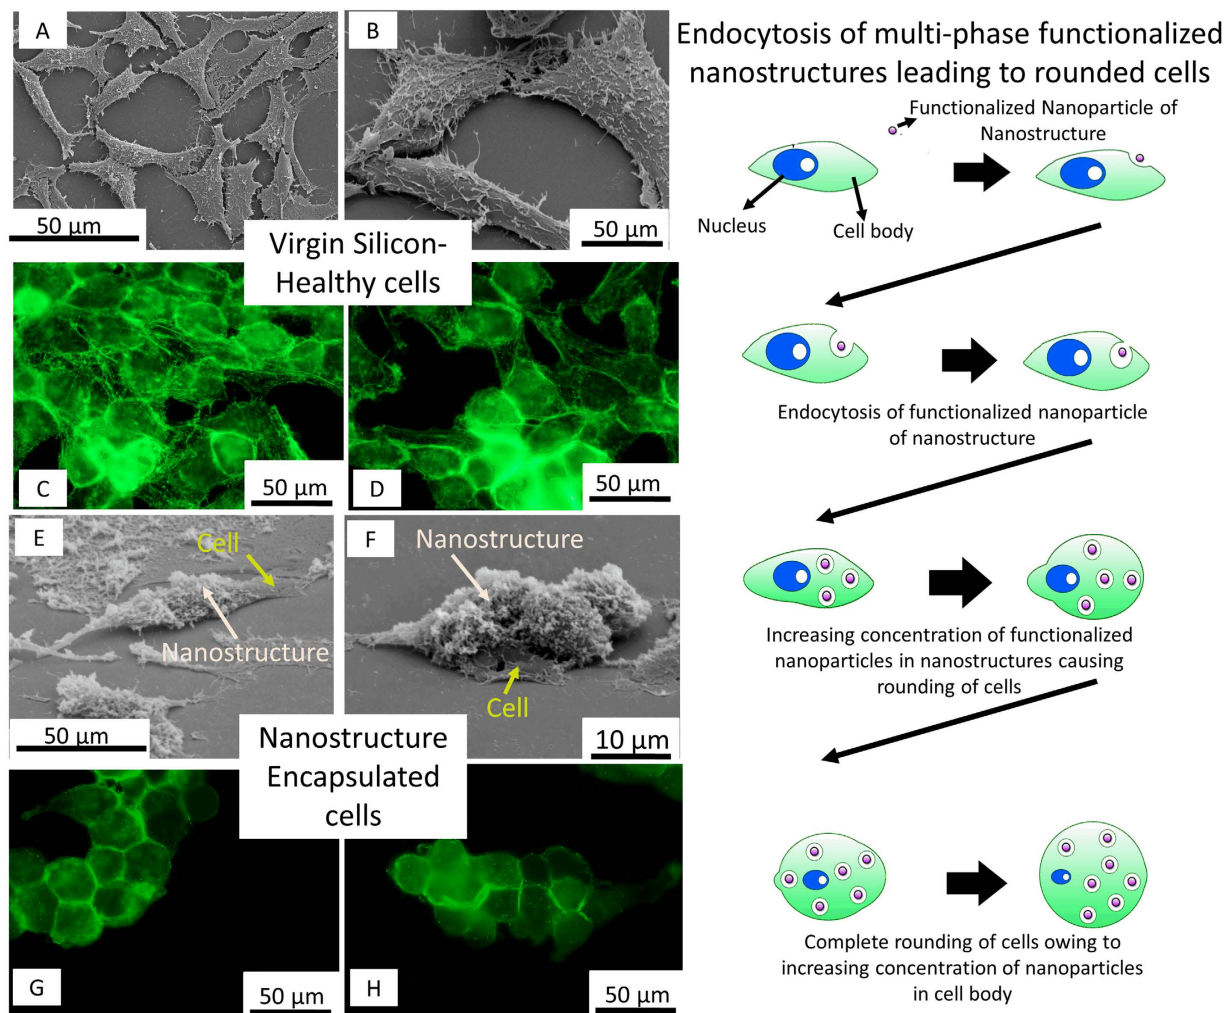 A
B
50 µm
50 µm
Virgin Silicon-
Healthy cells
C
50 µm
D
50 µm
E
Cell
Nanostructure
50 µm
F
Nanostructure
Cell
10 µm
Nanostructure
Encapsulated
cells
G
50 µm
H
50 µm
Endocytosis of multi-phase functionalized
nanostructures leading to rounded cells
Functionalized Nanoparticle of
Nanostructure
Nucleus
Cell body
Endocytosis of functionalized nanoparticle
of nanostructure
Increasing concentration of functionalized
nanoparticles in nanostructures causing
rounding of cells
Complete rounding of cells owing to
increasing concentration of nanoparticles
in cell body